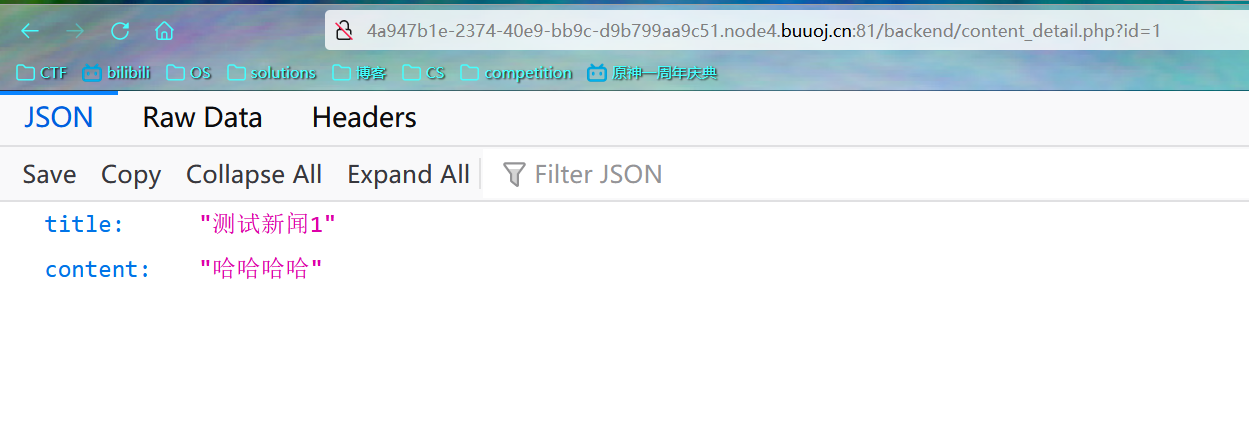 4a947b1e-2374-40e9-bb9c-d9b799aa9c51.node4.buuoj.cn:81/backend/content_detail.php?id=1
CTF bilibili OS solutions 博客 CS competition 原神一周年庆典
JSON Raw Data Headers
Save Copy Collapse All Expand All Filter JSON
title: "测试新闻1"
content: "哈哈哈哈"